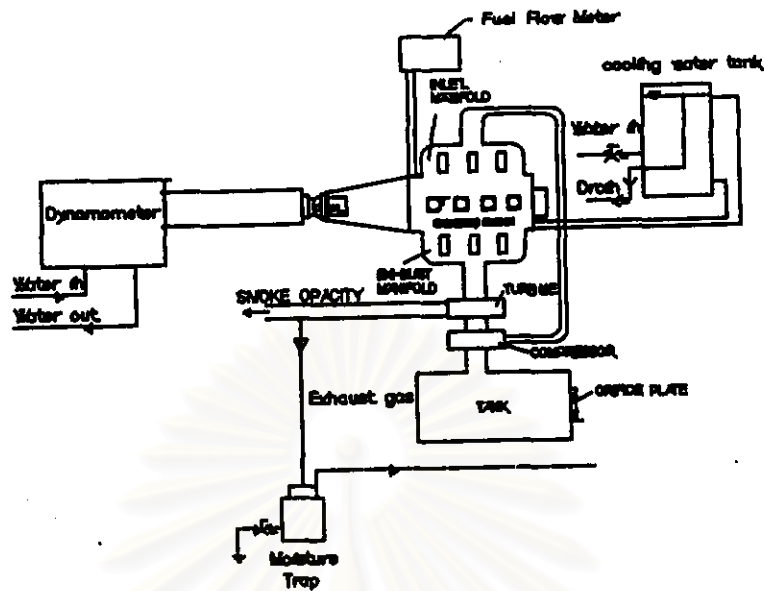 Fuel Flow Meter
cooling water tank
INLET
MANIFOLD
Water in
Drain
Dynamometer
Water in
Water out
MANIFOLD
SMOKE OPACITY
TURBINE
COMPRESSOR
Exhaust gas
TANK
ORIFICE PLATE
Moisture
Trap